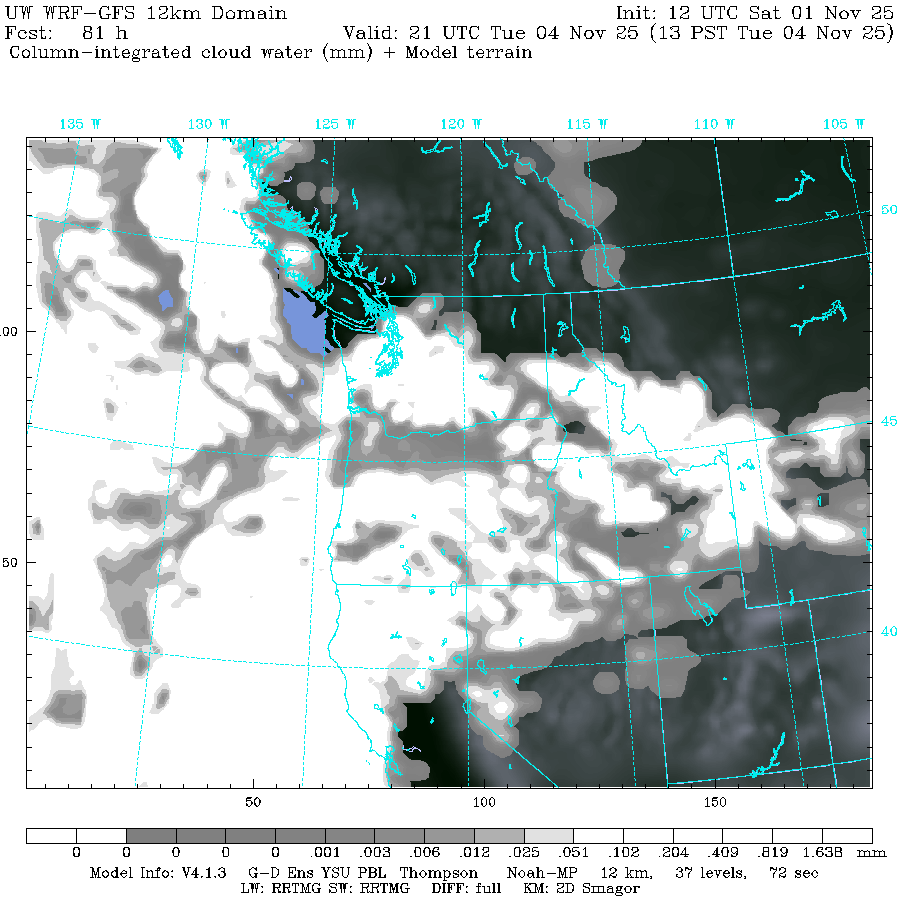 UW WRF-GFS 12km Domain Init: 12 UTC Sat 01 Nov 25
Fcst: 81 h Valid: 21 UTC Tue 04 Nov 25 (13 PST Tue 04 Nov 25)
Column-integrated cloud water (mm) + Model terrain
135 W 130 W 125 W 120 W 115 W 110 W 105 W
50
00
45
50
40
50 100 150
0 0 0 0 .001 .003 .006 .012 .025 .051 .102 .204 .409 .819 1.638 mm
Model Info: V4.1.3 G-D Ens YSU PBL Thompson Noah-MP 12 km, 37 levels, 72 sec
LW: RRTMG SW: RRTMG DIFF: full KM: 2D Smagor